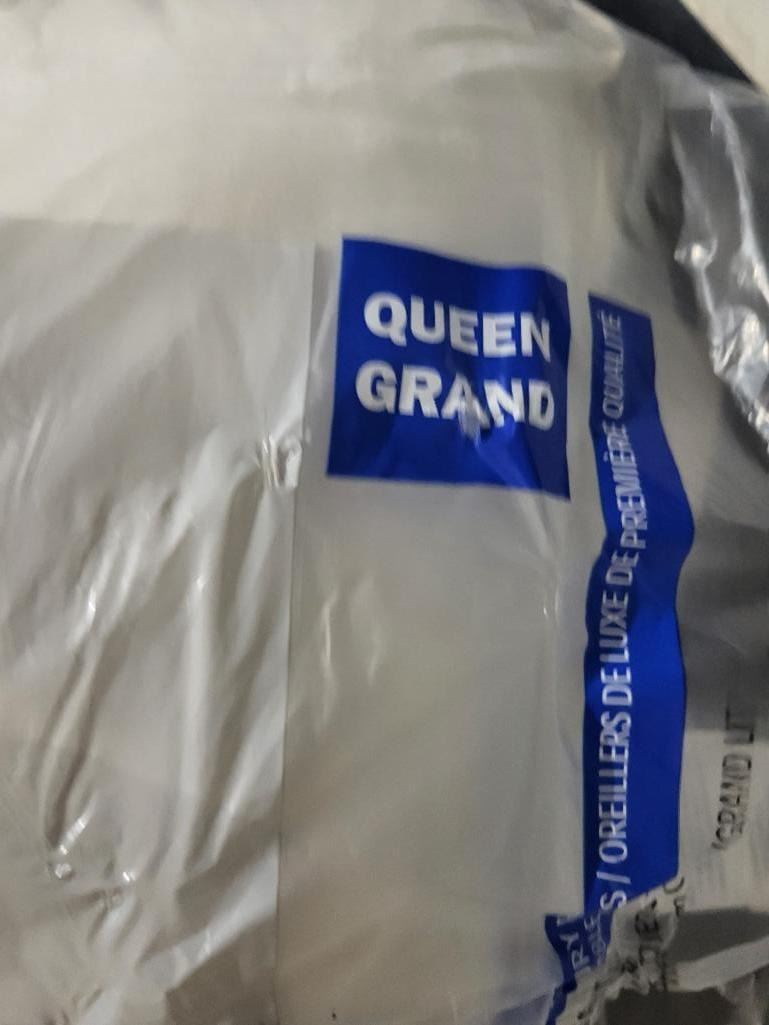 QUEEN
GRAND
S / OREILLERS DE LUXE DE PREMIÈRE QUALITÉ
GRAND LIT